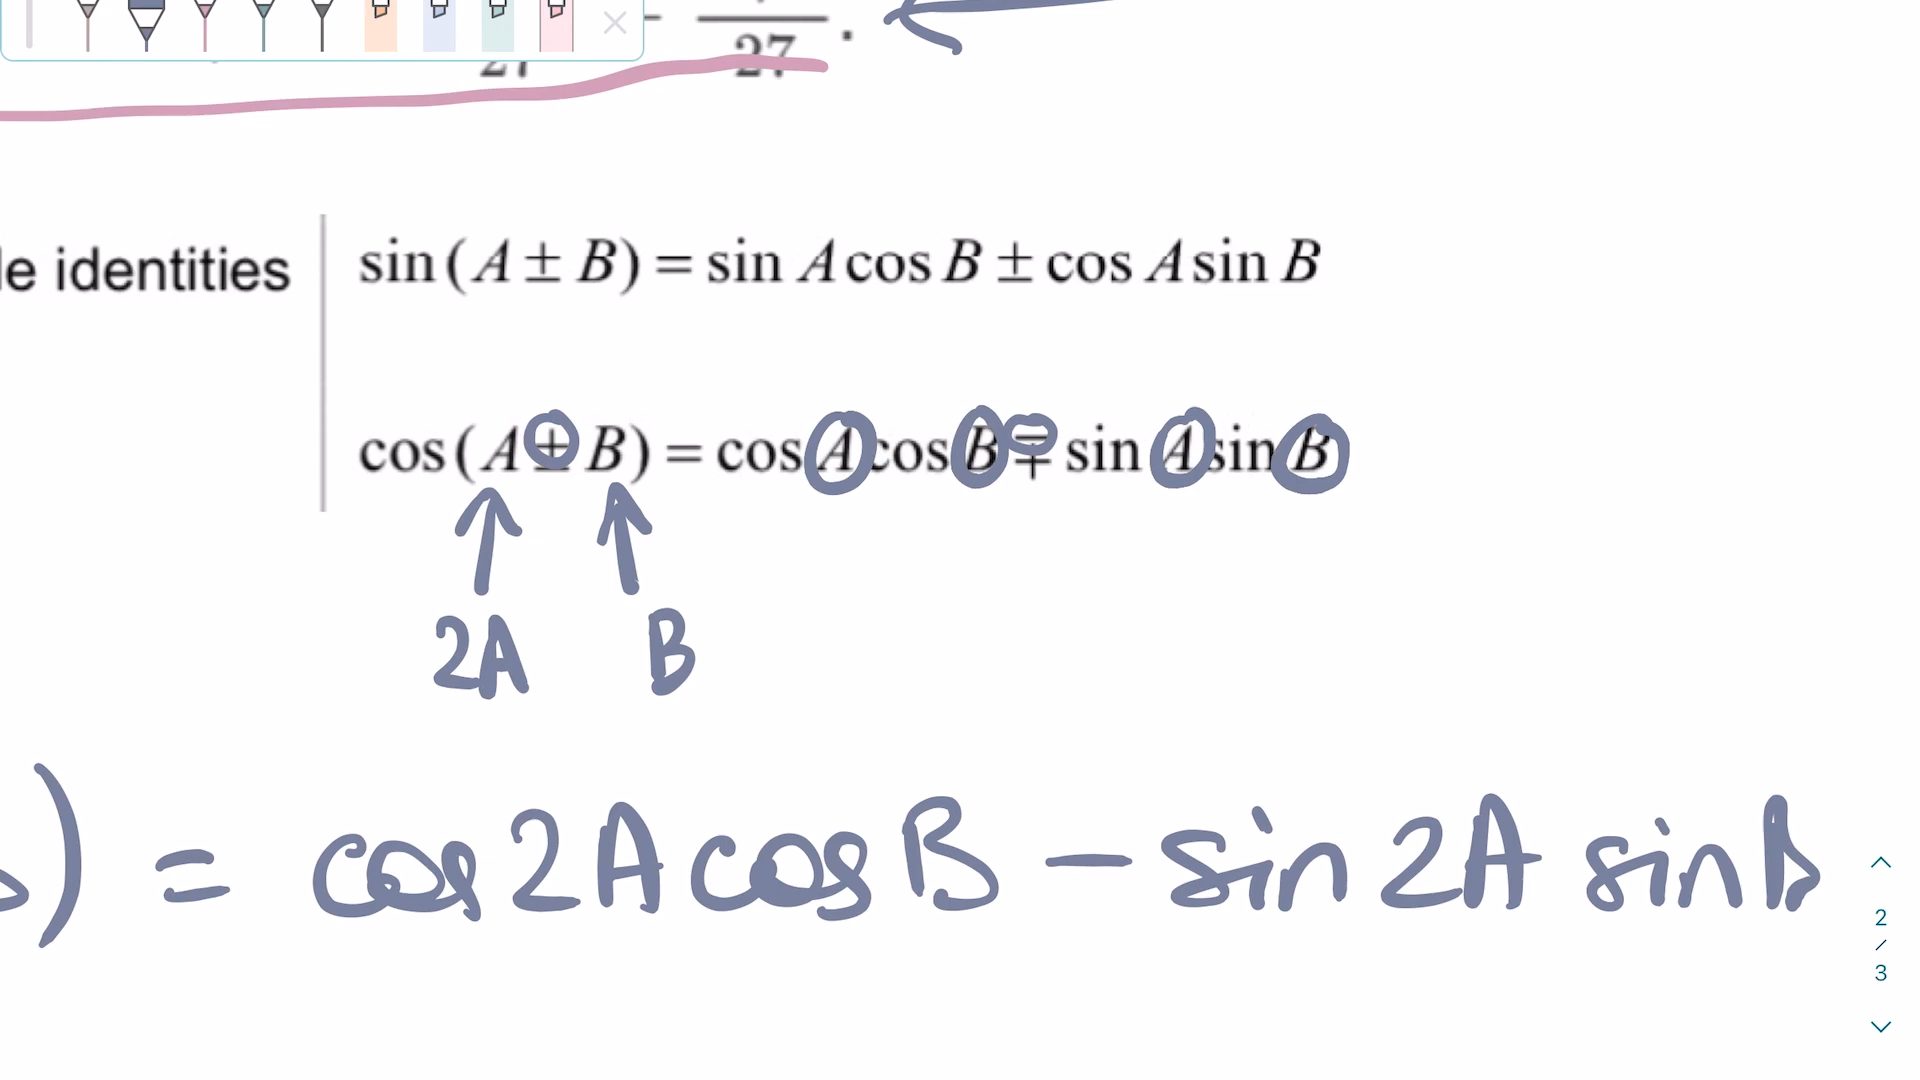 27 27 .
le identities
sin (A ± B) = sin A cos B ± cos A sin B
cos (A ± B) = cos A cos B ∓ sin A sin B
2A B
) = cos 2A cos B − sin 2A sin B
2
/
3